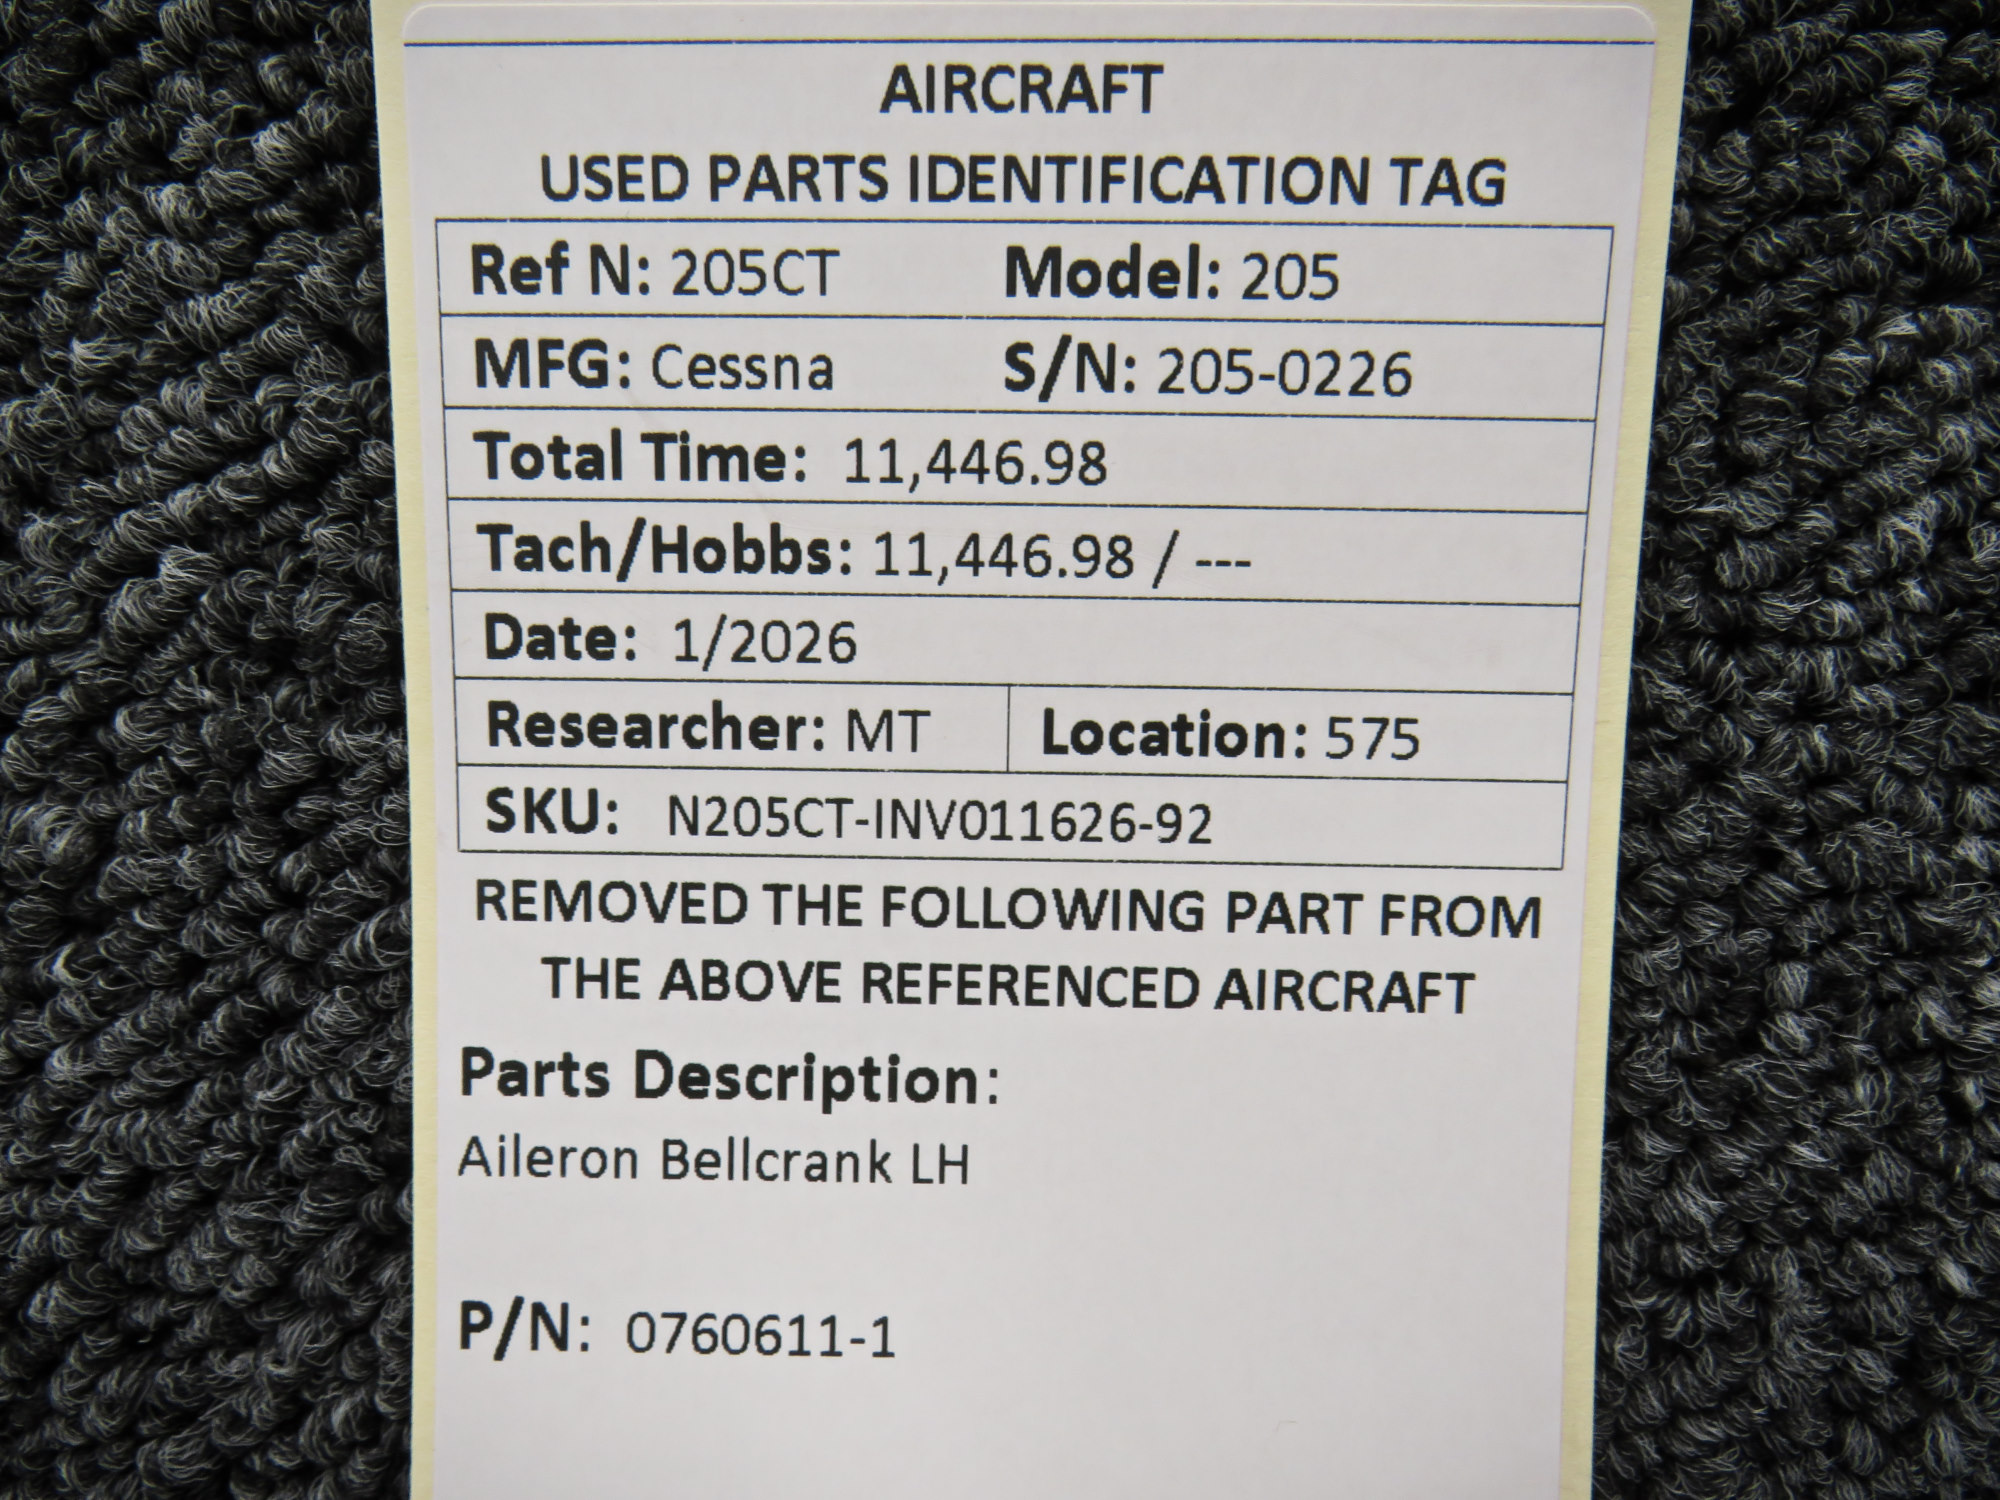 AIRCRAFT
USED PARTS IDENTIFICATION TAG
Ref N: 205CT Model: 205
MFG: Cessna S/N: 205-0226
Total Time: 11,446.98
Tach/Hobbs: 11,446.98 / ---
Date: 1/2026
Researcher: MT Location: 575
SKU: N205CT-INV011626-92
REMOVED THE FOLLOWING PART FROM
THE ABOVE REFERENCED AIRCRAFT
Parts Description:
Aileron Bellcrank LH
P/N: 0760611-1